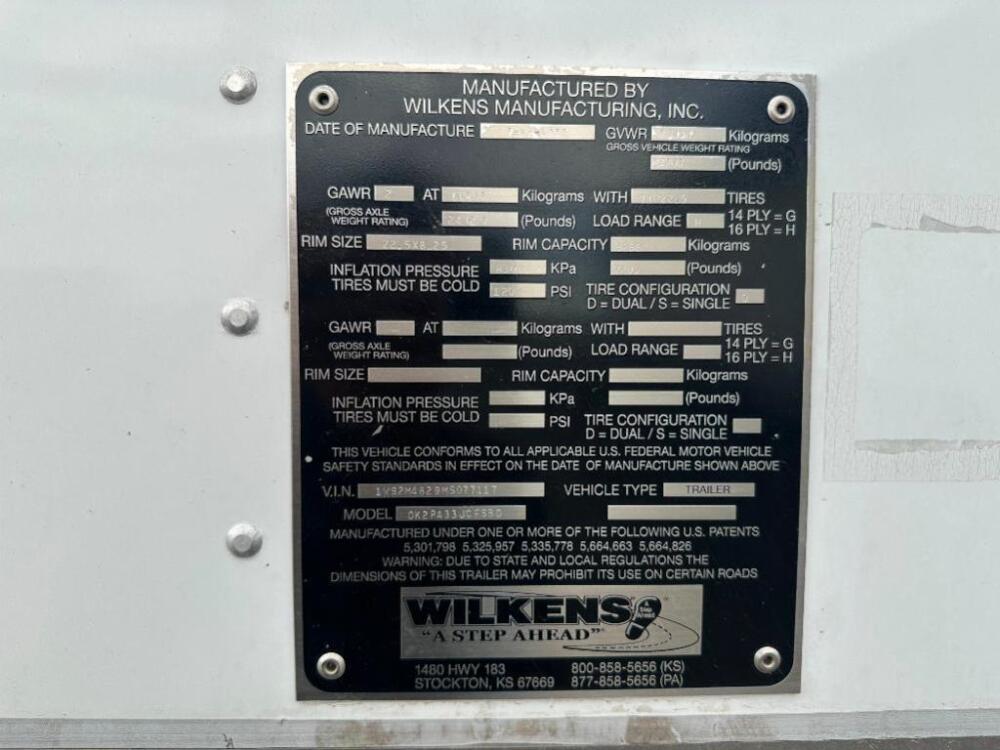 MANUFACTURED BY
WILKENS MANUFACTURING, INC.
DATE OF MANUFACTURE GVWR Kilograms
GROSS VEHICLE WEIGHT RATING
(Pounds)
GAWR 2 AT Kilograms WITH TIRES
(GROSS AXLE WEIGHT RATING) (Pounds) LOAD RANGE 14 PLY = G
16 PLY = H
RIM SIZE 22.5X8.25 RIM CAPACITY Kilograms
INFLATION PRESSURE KPa (Pounds)
TIRES MUST BE COLD 120 PSI TIRE CONFIGURATION
D = DUAL / S = SINGLE
GAWR AT Kilograms WITH TIRES
(GROSS AXLE WEIGHT RATING) (Pounds) LOAD RANGE 14 PLY = G
16 PLY = H
RIM SIZE RIM CAPACITY Kilograms
INFLATION PRESSURE KPa (Pounds)
TIRES MUST BE COLD PSI TIRE CONFIGURATION
D = DUAL / S = SINGLE
THIS VEHICLE CONFORMS TO ALL APPLICABLE U.S. FEDERAL MOTOR VEHICLE
SAFETY STANDARDS IN EFFECT ON THE DATE OF MANUFACTURE SHOWN ABOVE
V.I.N. 1W92M4829MS077117 VEHICLE TYPE TRAILER
MODEL
MANUFACTURED UNDER ONE OR MORE OF THE FOLLOWING U.S. PATENTS
5,301,798 5,325,957 5,335,778 5,664,663 5,664,826
WARNING: DUE TO STATE AND LOCAL REGULATIONS THE
DIMENSIONS OF THIS TRAILER MAY PROHIBIT ITS USE ON CERTAIN ROADS
WILKENS A Step Ahead ®
"A STEP AHEAD"
1480 HWY 183 800-858-5656 (KS)
STOCKTON, KS 67669 877-858-5656 (PA)